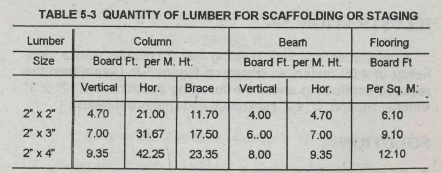 TABLE 5-3 QUANTITY OF LUMBER FOR SCAFFOLDING OR STAGING
Lumber Column Beam Flooring
Size Board Ft. per M. Ht. Board Ft. per M. Ht. Board Ft
Vertical Hor. Brace Vertical Hor. Per Sq. M:
2" x 2" 4.70 21.00 11.70 4.00 4.70 6.10
2" x 3" 7.00 31.67 17.50 6..00 7.00 9.10
2" x 4" 9.35 42.25 23.35 8.00 9.35 12.10